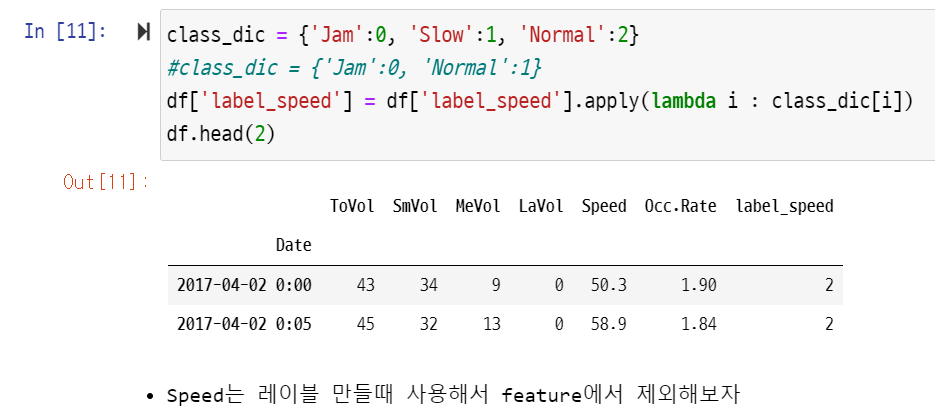 In [11]:
class_dic = {'Jam':0, 'Slow':1, 'Normal':2}
#class_dic = {'Jam':0, 'Normal':1}
df['label_speed'] = df['label_speed'].apply(lambda i : class_dic[i])
df.head(2)
Out[11]:
ToVol SmVol MeVol LaVol Speed Occ.Rate label_speed
Date
2017-04-02 0:00 43 34 9 0 50.3 1.90 2
2017-04-02 0:05 45 32 13 0 58.9 1.84 2
• Speed는 레이블 만들때 사용해서 feature에서 제외해보자